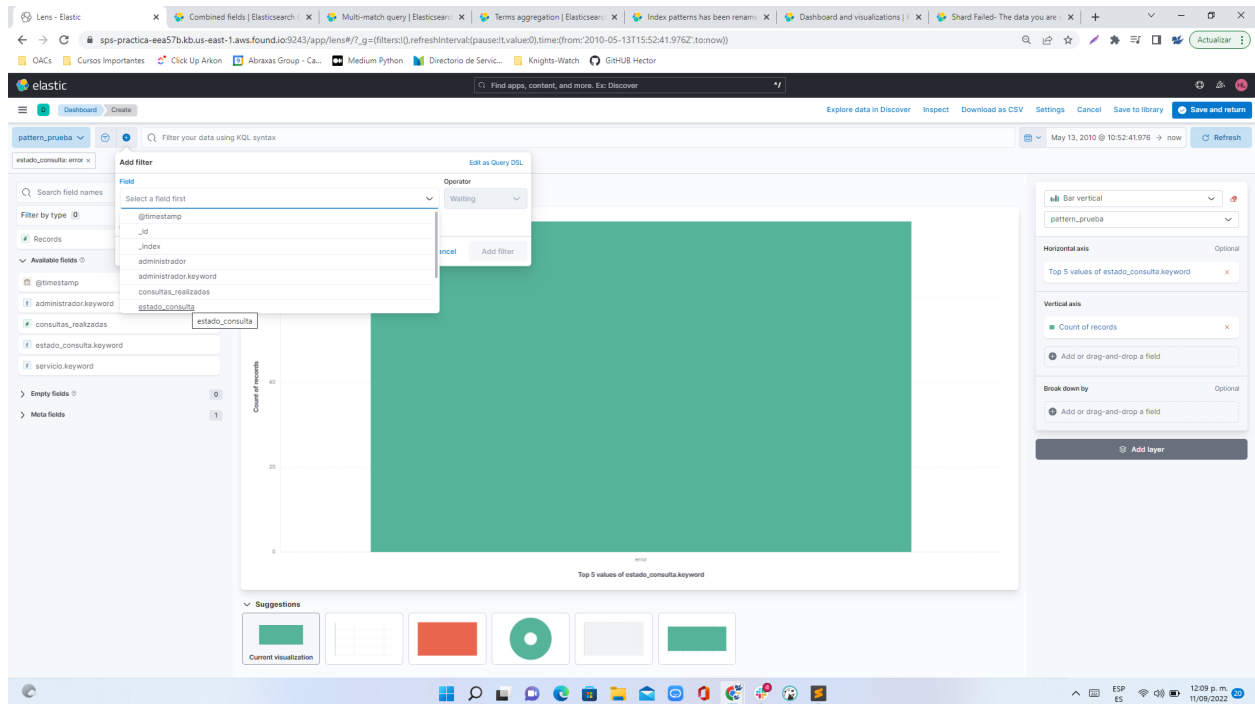 Lens - Elastic
Combined fields | Elasticsearch
Multi-match query | Elasticsearc
Terms aggregation | Elasticsearc
Index patterns has been rename
Dashboard and visualizations |
Shard Failed- The data you are s
sps-practica-eea57b.kb.us-east-1.aws.found.io:9243/app/lens#/?_g=(filters:!(),refreshInterval:(pause:!t,value:0),time:(from:'2010-05-13T15:52:41.976Z',to:now))
Actualizar
OACs
Cursos Importantes
Click Up Arkon
Abraxas Group - Ca...
Medium Python
Directorio de Servic...
Knights-Watch
GitHUB Hector
elastic
Find apps, content, and more. Ex: Discover
^/
HL
D
Dashboard
Create
Explore data in Discover
Inspect
Download as CSV
Settings
Cancel
Save to library
Save and return
pattern_prueba
Filter your data using KQL syntax
May 13, 2010 @ 10:52:41.976 → now
Refresh
estado_consulta: error ×
Add filter
Edit as Query DSL
Field
Operator
Select a field first
Waiting
@timestamp
_id
_index
administrador
administrador.keyword
consultas_realizadas
estado_consulta
estado_consulta
ancel
Add filter
Search field names
Filter by type 0
Records
Available fields
@timestamp
administrador.keyword
consultas_realizadas
estado_consulta.keyword
servicio.keyword
Empty fields
0
Meta fields
1
Count of records
40
20
0
error
Top 5 values of estado_consulta.keyword
Suggestions
Current visualization
Bar vertical
pattern_prueba
Horizontal axis
Optional
Top 5 values of estado_consulta.keyword
Vertical axis
Count of records
Add or drag-and-drop a field
Break down by
Optional
Add or drag-and-drop a field
Add layer
ESP
ES
12:09 p. m.
11/09/2022
20